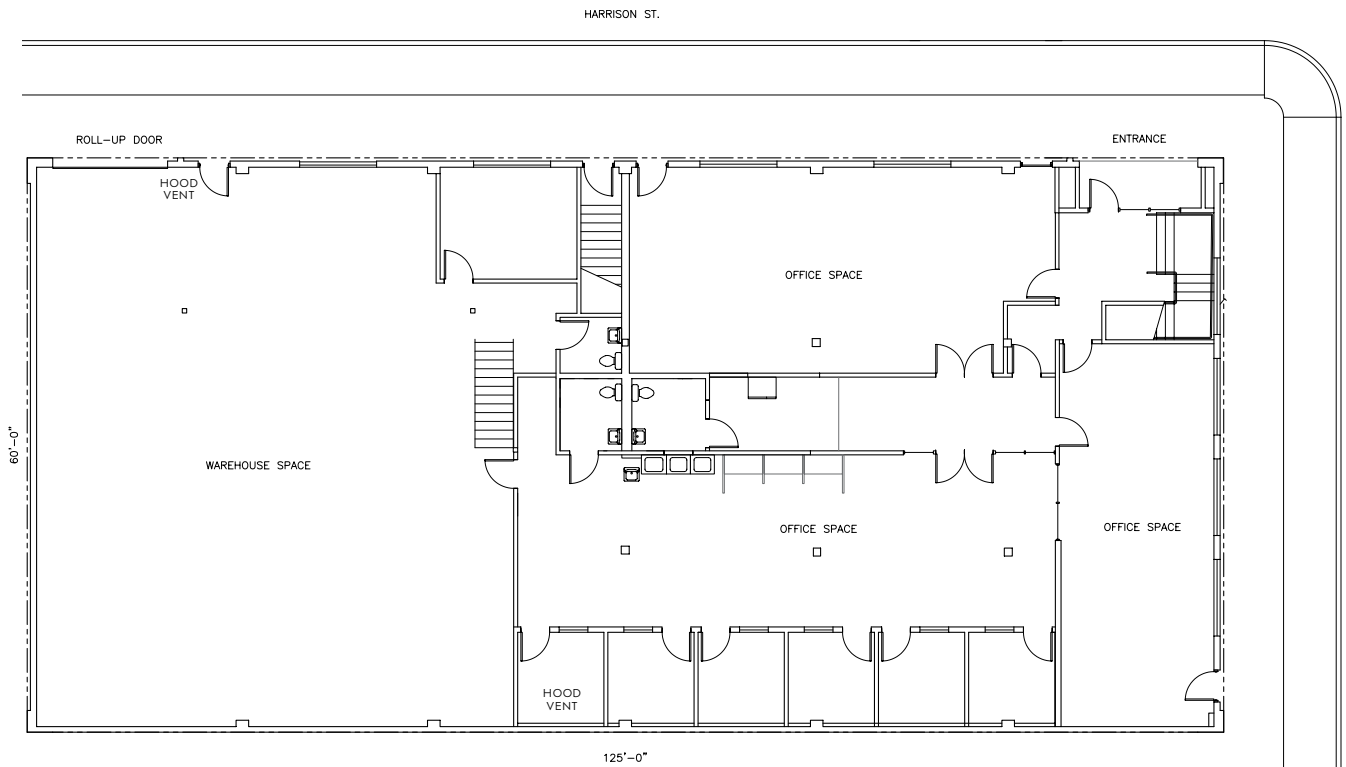 HARRISON ST.
ROLL-UP DOOR
ENTRANCE
HOOD
VENT
OFFICE SPACE
60'-0"
WAREHOUSE SPACE
OFFICE SPACE
OFFICE SPACE
HOOD
VENT
125'-0"